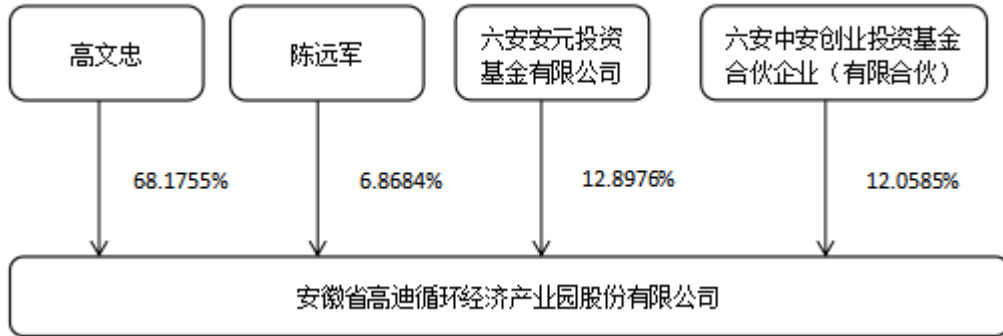 高文忠
陈远军
六安安元投资
基金有限公司
六安中安创业投资基金
合伙企业（有限合伙）
68.1755%
6.8684%
12.8976%
12.0585%
安徽省高迪循环经济产业园股份有限公司